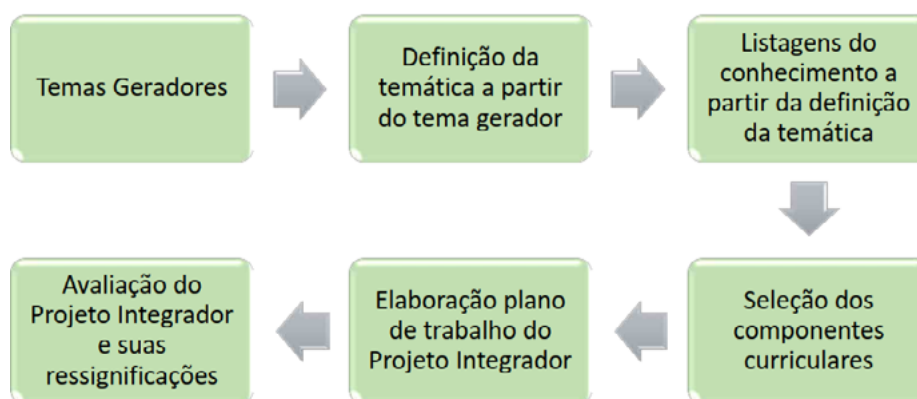 Temas Geradores
Definição da
temática a partir
do tema gerador
Listagens do
conhecimento a
partir da definição
da temática
Seleção dos
componentes
curriculares
Elaboração plano
de trabalho do
Projeto Integrador
Avaliação do
Projeto Integrador
e suas
ressignificações